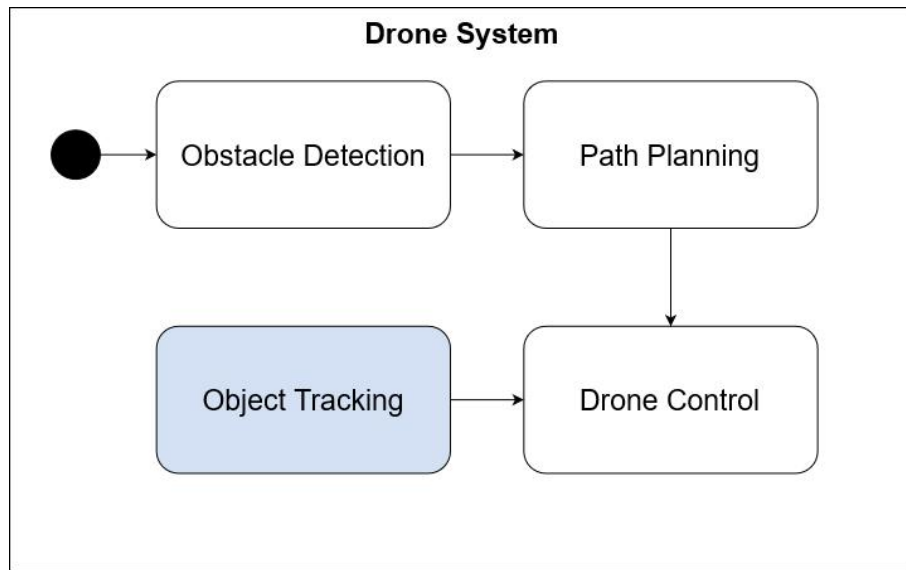 Drone System
Obstacle Detection
Path Planning
Object Tracking
Drone Control